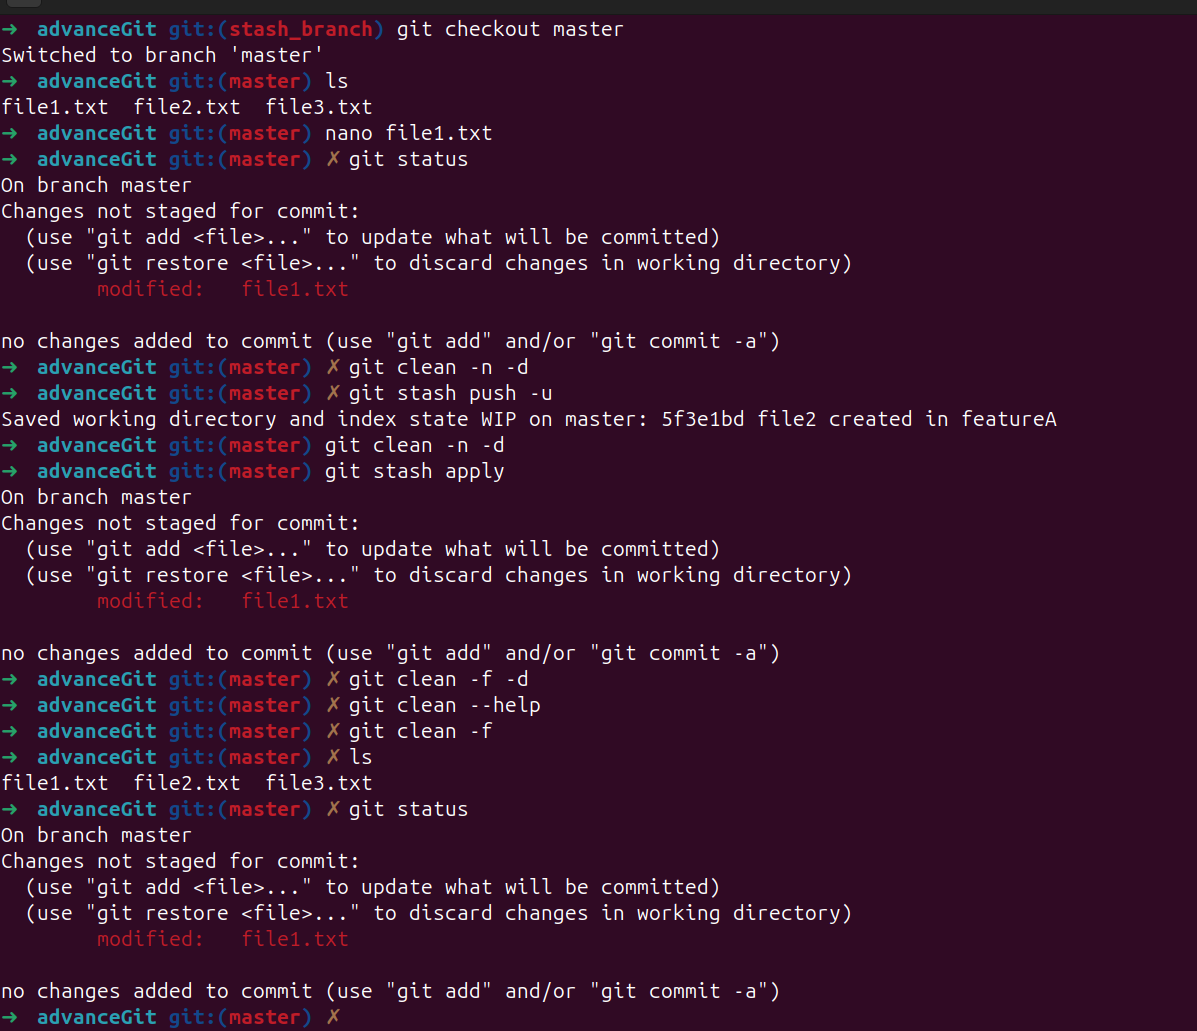 ➜  advanceGit git:(stash_branch) git checkout master
Switched to branch 'master'
➜  advanceGit git:(master) ls
file1.txt  file2.txt  file3.txt
➜  advanceGit git:(master) nano file1.txt
➜  advanceGit git:(master) ✗ git status
On branch master
Changes not staged for commit:
  (use "git add <file>..." to update what will be committed)
  (use "git restore <file>..." to discard changes in working directory)
        modified:   file1.txt

no changes added to commit (use "git add" and/or "git commit -a")
➜  advanceGit git:(master) ✗ git clean -n -d
➜  advanceGit git:(master) ✗ git stash push -u
Saved working directory and index state WIP on master: 5f3e1bd file2 created in featureA
➜  advanceGit git:(master) git clean -n -d
➜  advanceGit git:(master) git stash apply
On branch master
Changes not staged for commit:
  (use "git add <file>..." to update what will be committed)
  (use "git restore <file>..." to discard changes in working directory)
        modified:   file1.txt

no changes added to commit (use "git add" and/or "git commit -a")
➜  advanceGit git:(master) ✗ git clean -f -d
➜  advanceGit git:(master) ✗ git clean --help
➜  advanceGit git:(master) ✗ git clean -f
➜  advanceGit git:(master) ✗ ls
file1.txt  file2.txt  file3.txt
➜  advanceGit git:(master) ✗ git status
On branch master
Changes not staged for commit:
  (use "git add <file>..." to update what will be committed)
  (use "git restore <file>..." to discard changes in working directory)
        modified:   file1.txt

no changes added to commit (use "git add" and/or "git commit -a")
➜  advanceGit git:(master) ✗